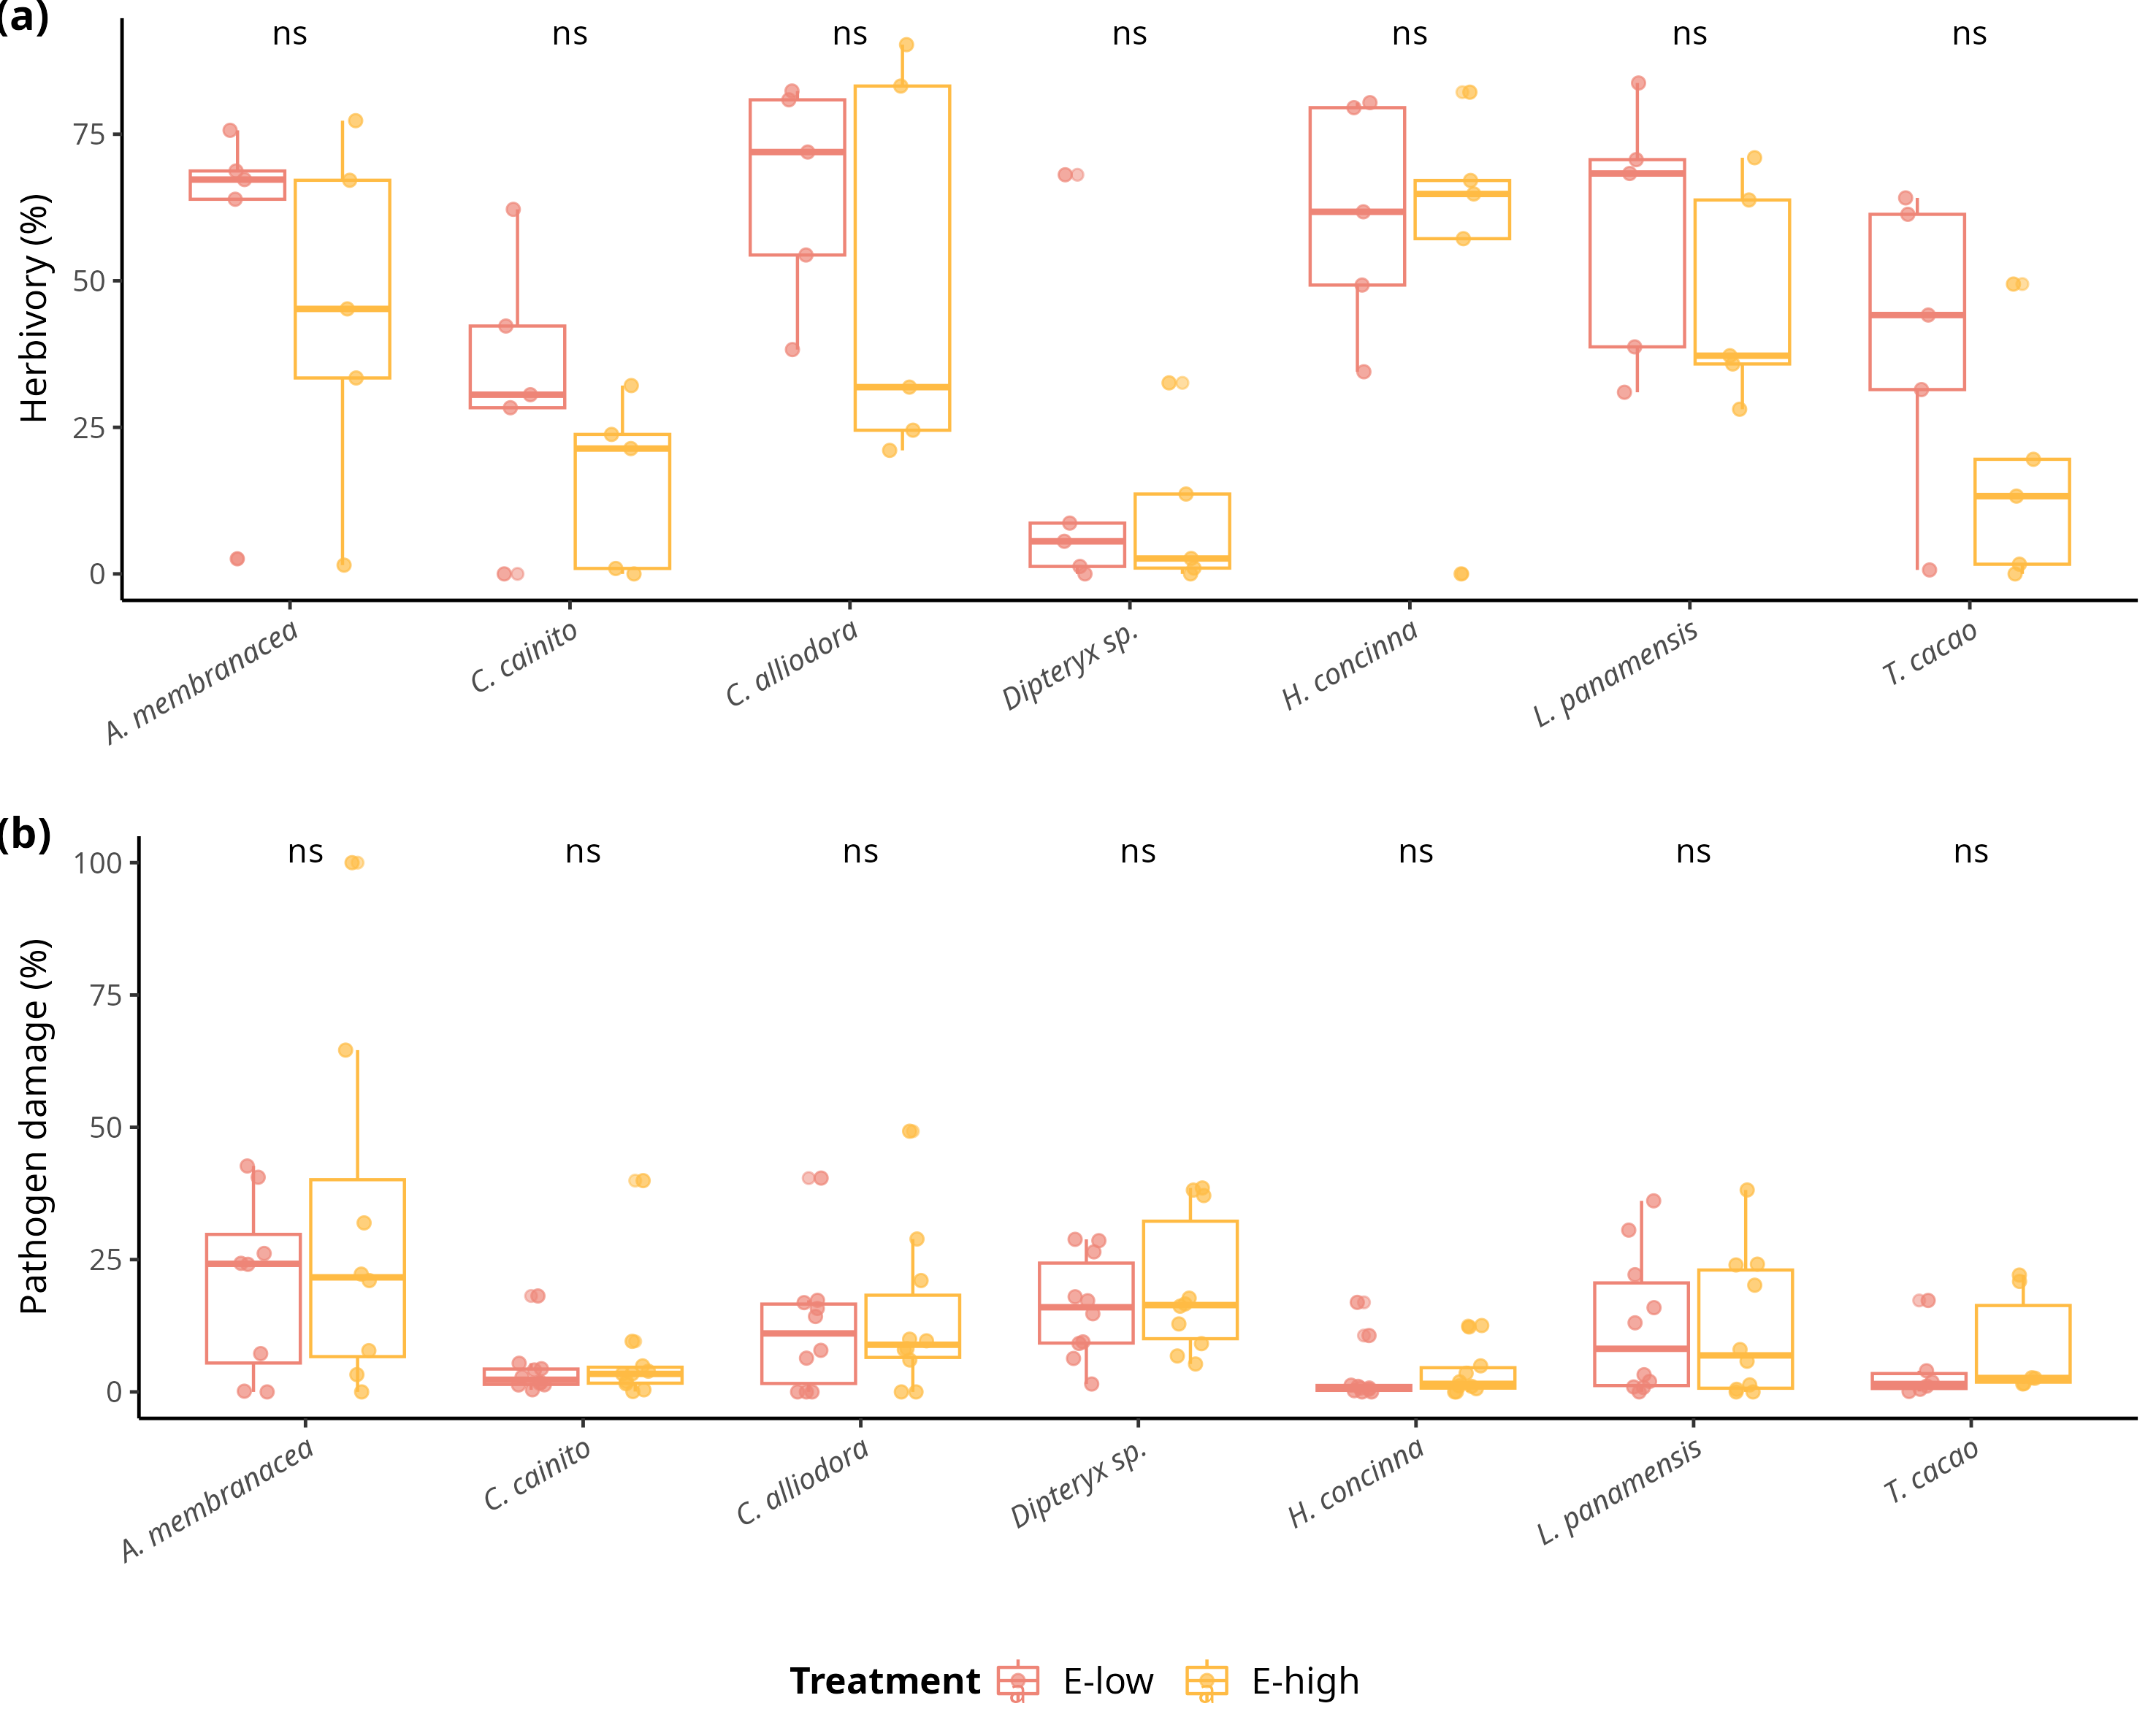 (a)
ns ns ns ns ns ns ns
Herbivory (%)
75
50
25
0
A. membranacea C. cainito C. alliodora Dipteryx sp. H. concinna L. panamensis T. cacao
(b)
ns ns ns ns ns ns ns
Pathogen damage (%)
100
75
50
25
0
A. membranacea C. cainito C. alliodora Dipteryx sp. H. concinna L. panamensis T. cacao
Treatment E-low E-high